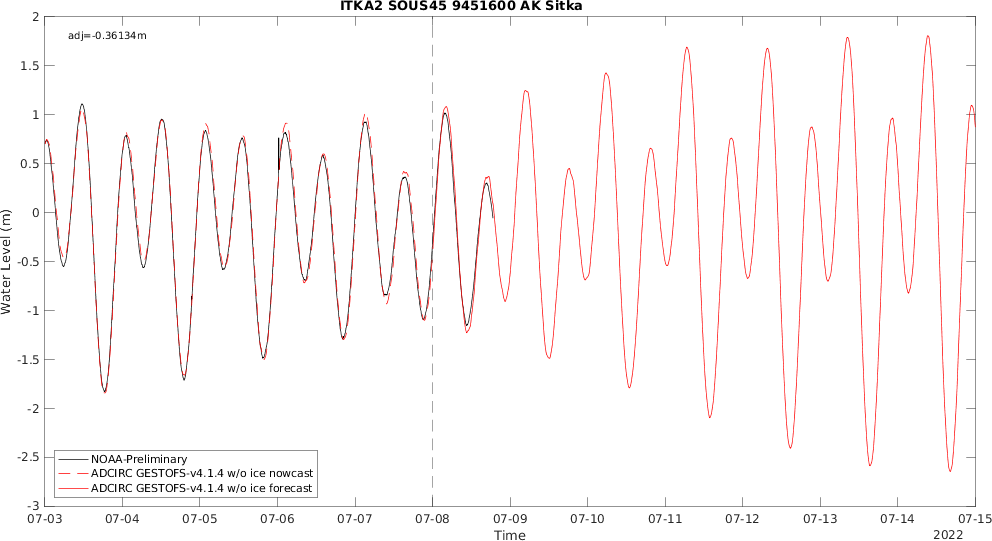 ITKA2 SOUS45 9451600 AK Sitka
adj=-0.36134m
2
1.5
1
0.5
0
-0.5
-1
-1.5
-2
-2.5
-3
Water Level (m)
NOAA-Preliminary
ADCIRC GESTOFS-v4.1.4 w/o ice nowcast
ADCIRC GESTOFS-v4.1.4 w/o ice forecast
07-03 07-04 07-05 07-06 07-07 07-08 07-09 07-10 07-11 07-12 07-13 07-14 07-15
Time
2022